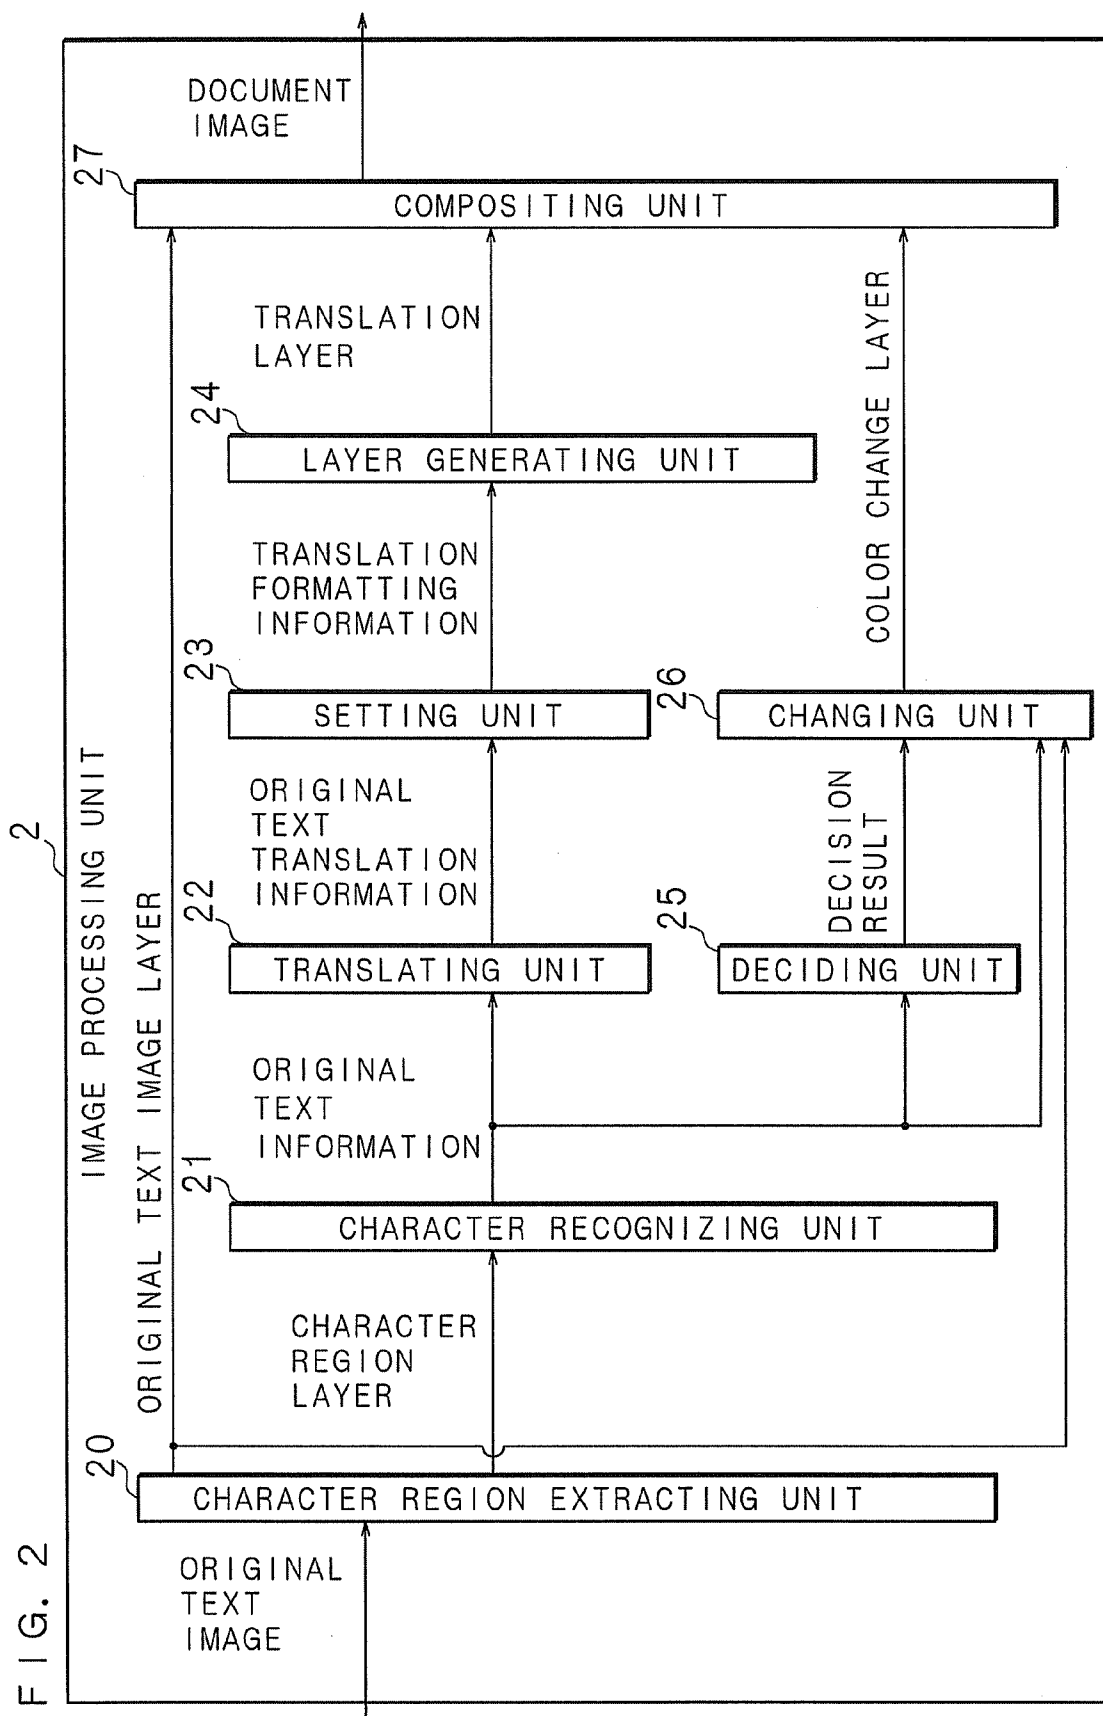 FIG. 2
2
IMAGE PROCESSING UNIT
ORIGINAL TEXT IMAGE LAYER
ORIGINAL
TEXT
IMAGE
20
CHARACTER REGION EXTRACTING UNIT
CHARACTER
REGION
LAYER
21
CHARACTER RECOGNIZING UNIT
ORIGINAL
TEXT
INFORMATION
22
TRANSLATING UNIT
ORIGINAL
TEXT
TRANSLATION
INFORMATION
23
SETTING UNIT
TRANSLATION
FORMATTING
INFORMATION
24
LAYER GENERATING UNIT
TRANSLATION
LAYER
25
DECIDING UNIT
DECISION
RESULT
26
CHANGING UNIT
COLOR CHANGE LAYER
27
COMPOSITING UNIT
DOCUMENT
IMAGE